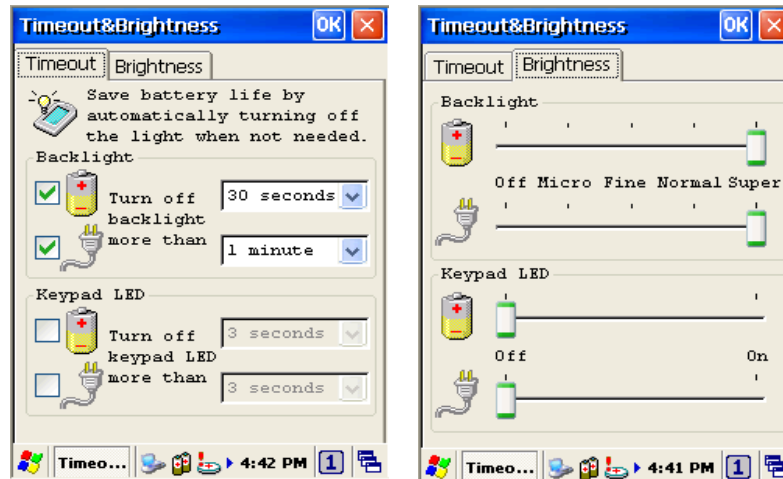 Timeout&Brightness OK
Timeout Brightness
Save battery life by
automatically turning off
the light when not needed.
Backlight
Turn off 30 seconds
backlight
more than 1 minute
Keypad LED
Turn off 3 seconds
keypad LED
more than 3 seconds
Timeo... 4:42 PM 1
Timeout&Brightness OK
Timeout Brightness
Backlight
Off Micro Fine Normal Super
Keypad LED
Off On
Timeo... 4:41 PM 1